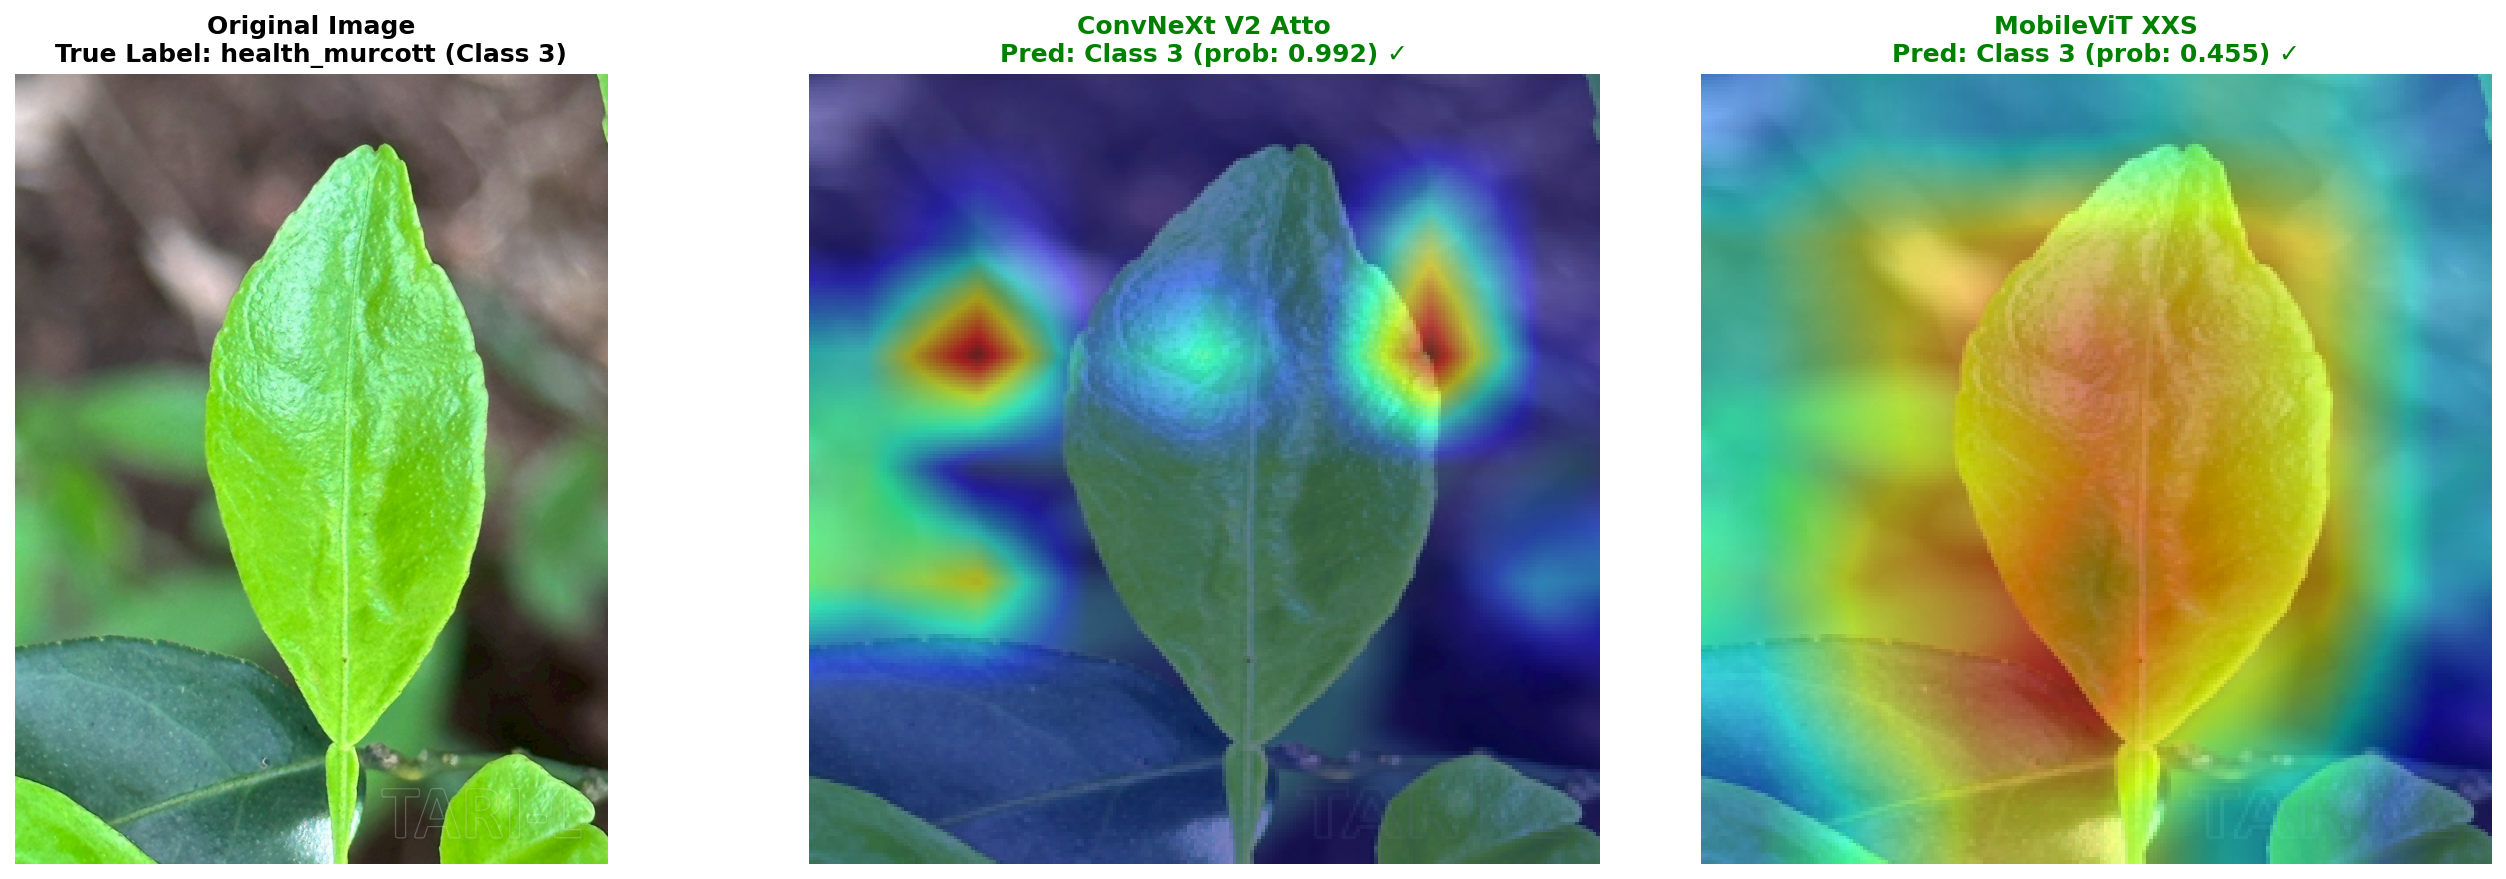 Original Image
True Label: health_murcott (Class 3)
ConvNeXt V2 Atto
Pred: Class 3 (prob: 0.992) ✓
MobileViT XXS
Pred: Class 3 (prob: 0.455) ✓
TARI-L